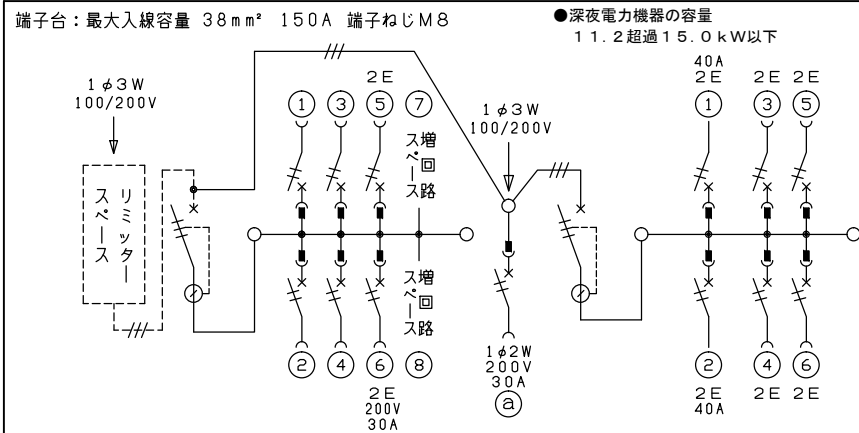 端子台：最大入線容量 38mm² 150A 端子ねじM8
●深夜電力機器の容量
11.2超過15.0kW以下
1φ3W
100/200V
リミッター
スペース
2E
① ③ ⑤ ⑦
増回路
スペース
増回路
スペース
② ④ ⑥ ⑧
2E
200V
30A
1φ3W
100/200V
1φ2W
200V
30A
ⓐ
40A
2E 2E 2E
① ③ ⑤
② ④ ⑥
2E 2E 2E
40A